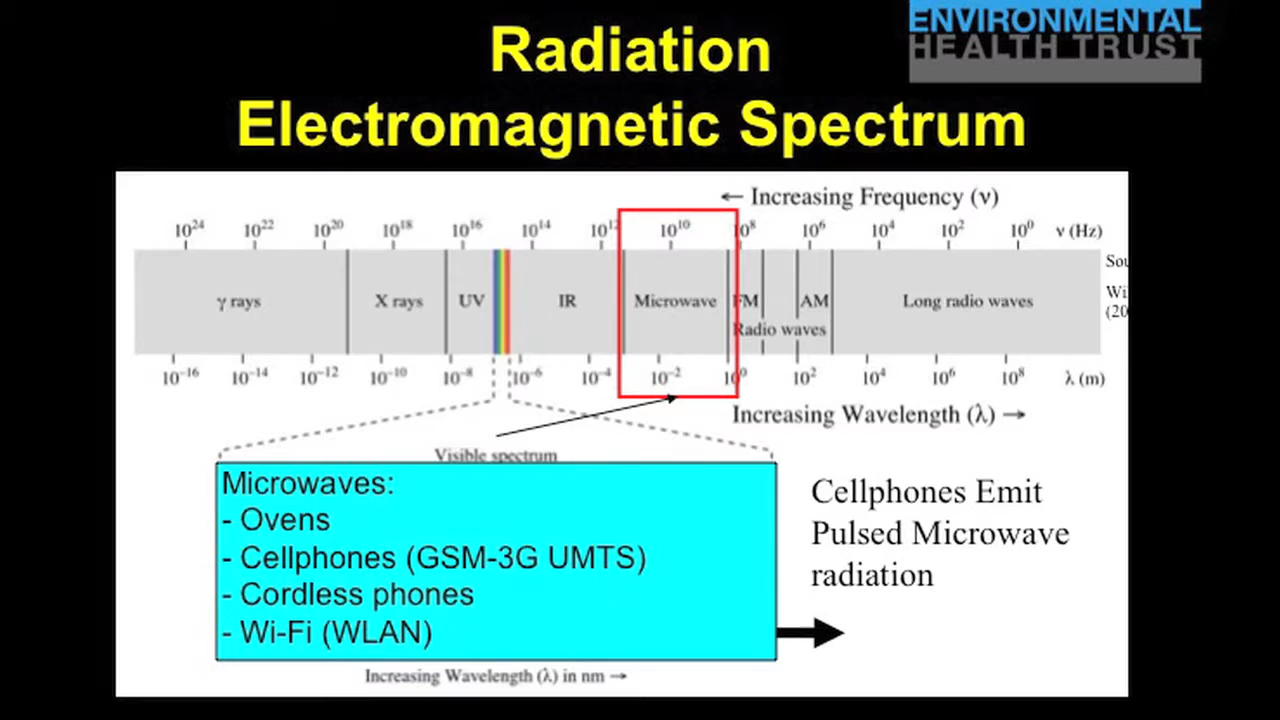 ENVIRONMENTAL
HEALTH TRUST
Radiation
Electromagnetic Spectrum
← Increasing Frequency (ν)
10²⁴ 10²² 10²⁰ 10¹⁸ 10¹⁶ 10¹⁴ 10¹² 10¹⁰ 10⁸ 10⁶ 10⁴ 10² 10⁰ ν (Hz)
γ rays X rays UV IR Microwave FM AM Long radio waves
Radio waves
10⁻¹⁶ 10⁻¹⁴ 10⁻¹² 10⁻¹⁰ 10⁻⁸ 10⁻⁶ 10⁻⁴ 10⁻² 10⁰ 10² 10⁴ 10⁶ 10⁸ λ (m)
Increasing Wavelength (λ) →
Visible spectrum
Microwaves:
- Ovens
- Cellphones (GSM-3G UMTS)
- Cordless phones
- Wi-Fi (WLAN)
Cellphones Emit
Pulsed Microwave
radiation
Increasing Wavelength (λ) in nm →